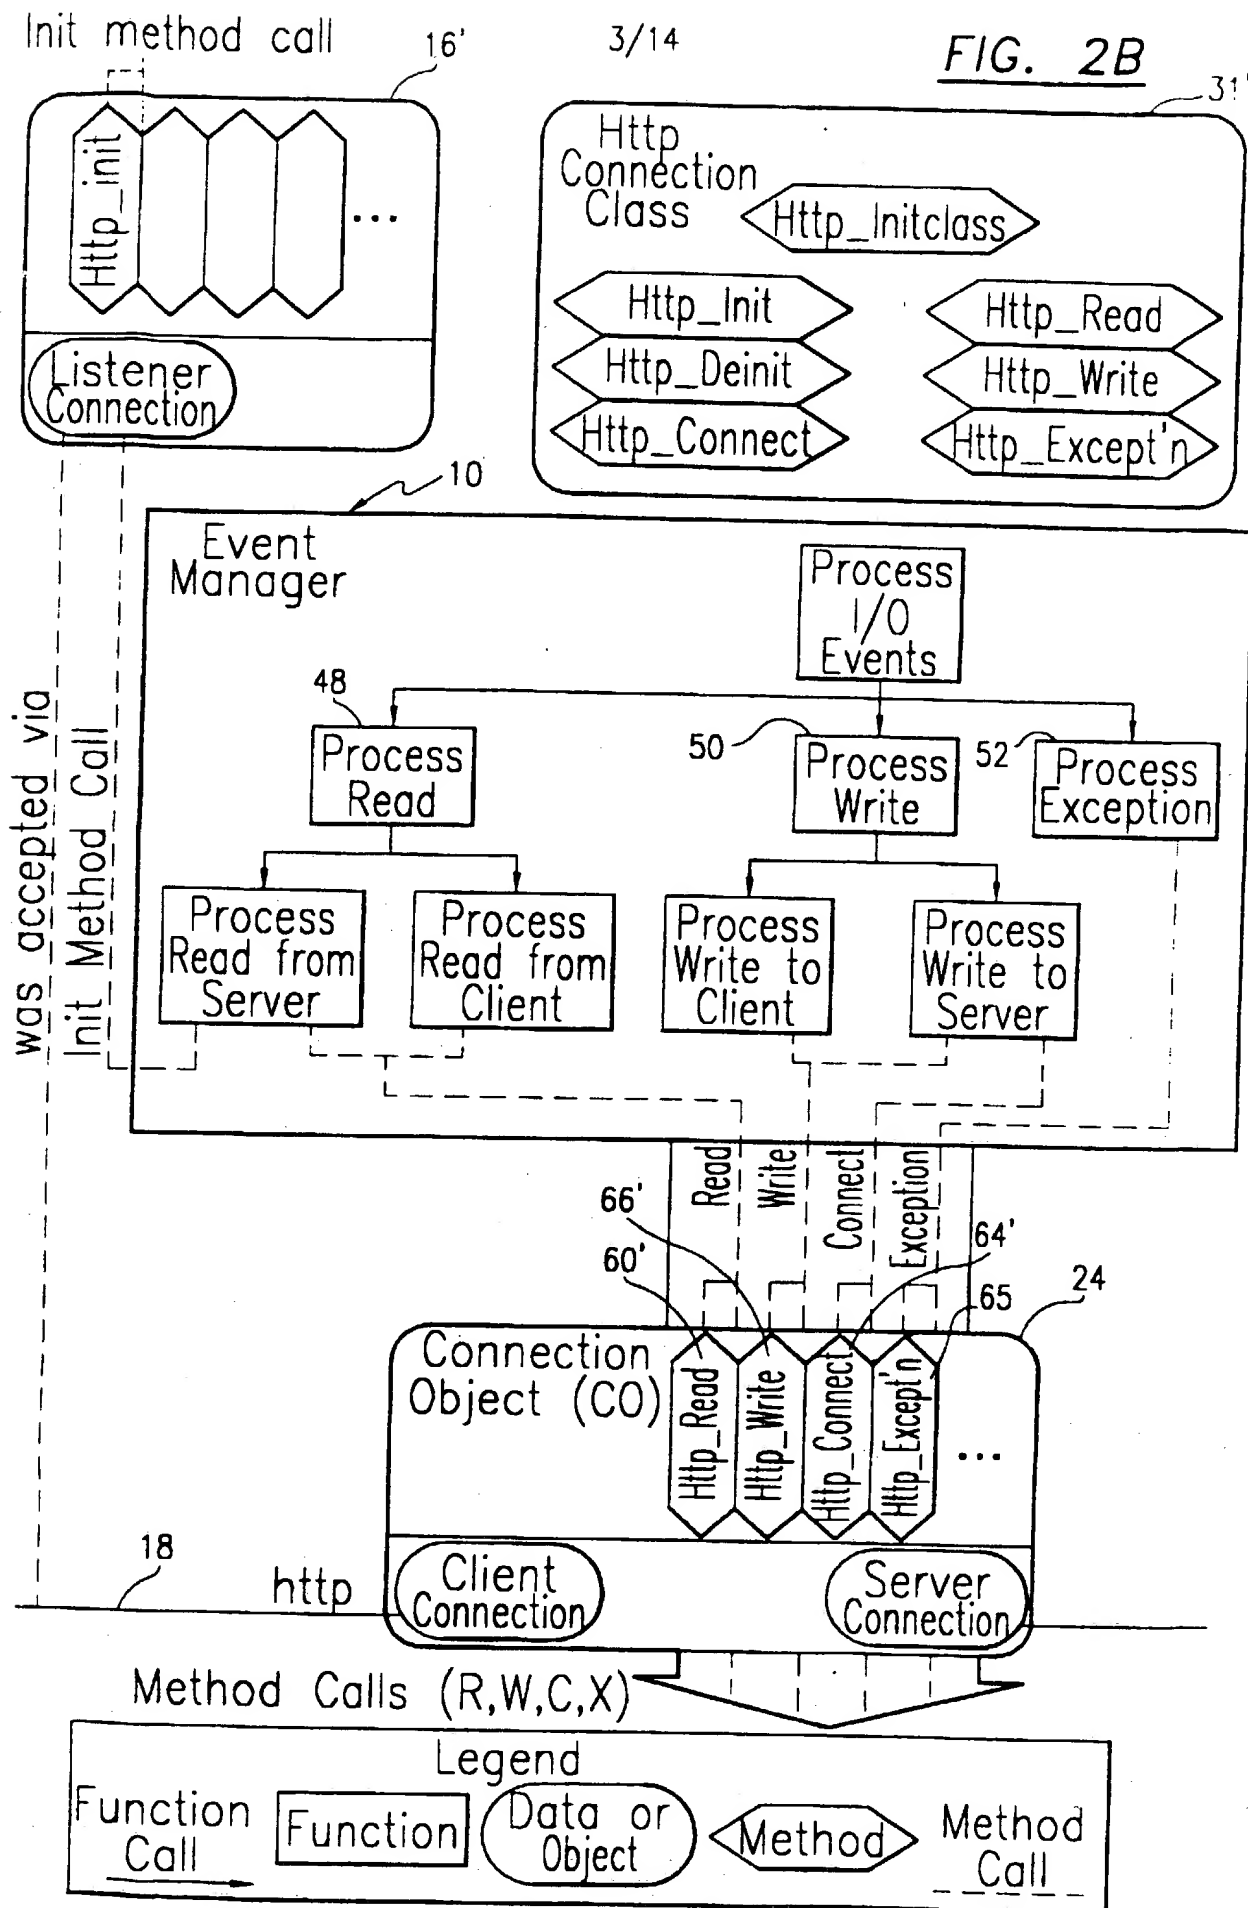 Init method call
16'
3/14
FIG. 2B
31'
Http_init
...
Listener
Connection
Http
Connection
Class
Http_Initclass
Http_Init
Http_Deinit
Http_Connect
Http_Read
Http_Write
Http_Except'n
10
Event
Manager
Process
I/O
Events
48
50
52
Process
Read
Process
Write
Process
Exception
Process
Read from
Server
Process
Read from
Client
Process
Write to
Client
Process
Write to
Server
was accepted via
Init Method Call
Read
Write
Connect
Exception
66'
60'
64'
65
24
Connection
Object (CO)
Http_Read
Http_Write
Http_Connect
Http_Except'n
...
18
http
Client
Connection
Server
Connection
Method Calls (R,W,C,X)
Legend
Function
Call
Function
Data or
Object
Method
Method
Call